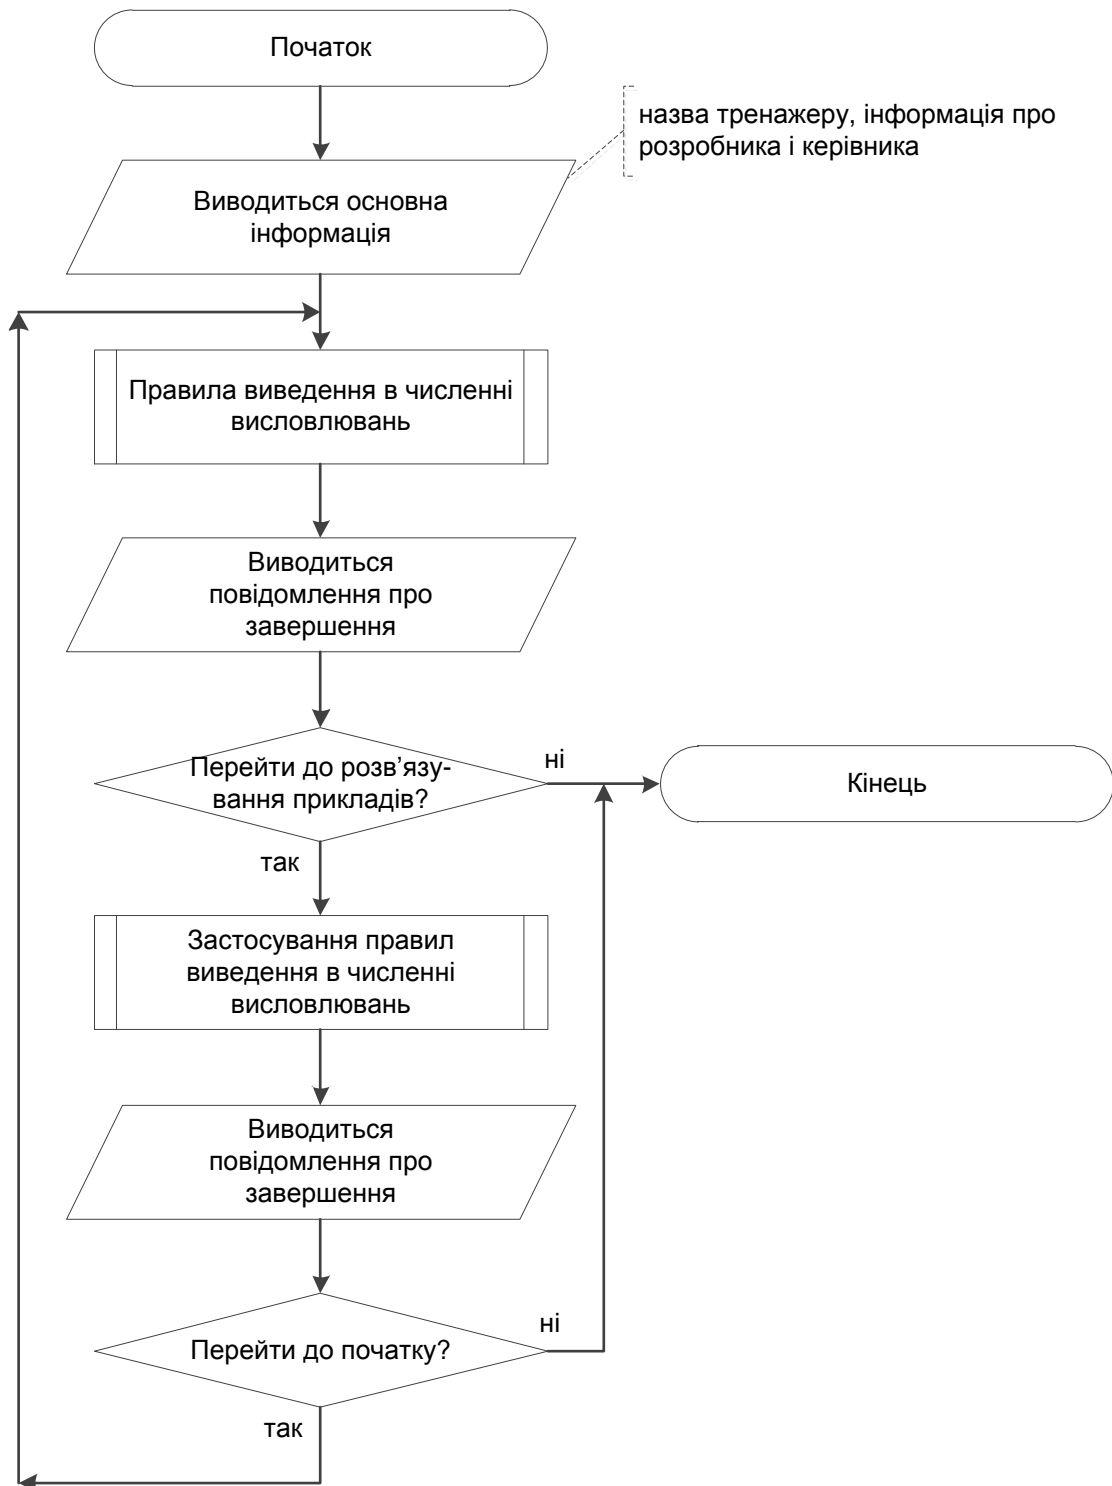 Початок
назва тренажеру, інформація про
розробника і керівника
Виводиться основна
інформація
Правила виведення в численні
висловлювань
Виводиться
повідомлення про
завершення
Перейти до розв'язу-
вання прикладів?
ні
Кінець
так
Застосування правил
виведення в численні
висловлювань
Виводиться
повідомлення про
завершення
Перейти до початку?
ні
так